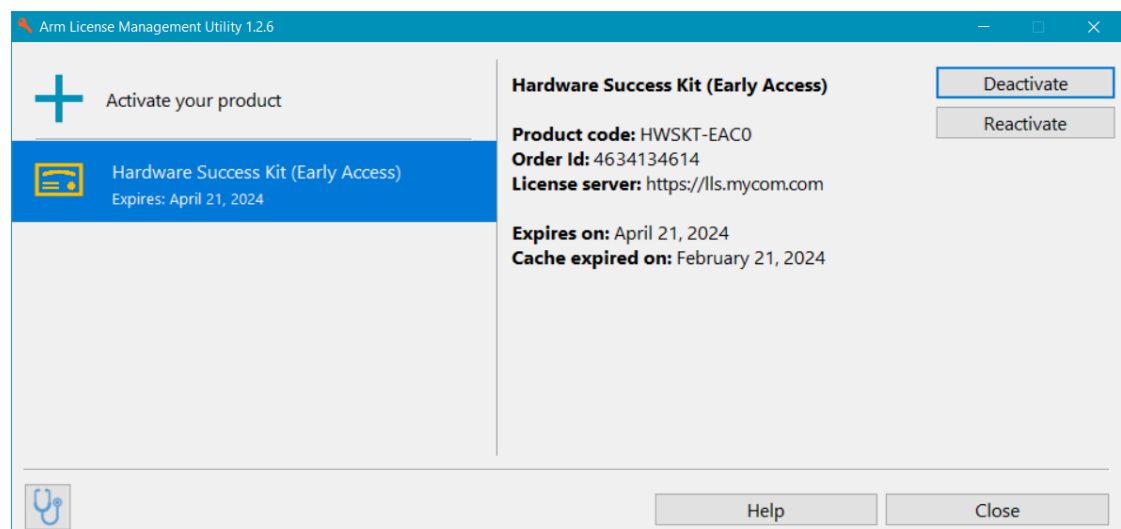 Arm License Management Utility 1.2.6
Activate your product
Hardware Success Kit (Early Access)
Expires: April 21, 2024
Hardware Success Kit (Early Access)
Product code: HWSKT-EAC0
Order Id: 4634134614
License server: https://lls.mycom.com
Expires on: April 21, 2024
Cache expired on: February 21, 2024
Deactivate
Reactivate
Help
Close